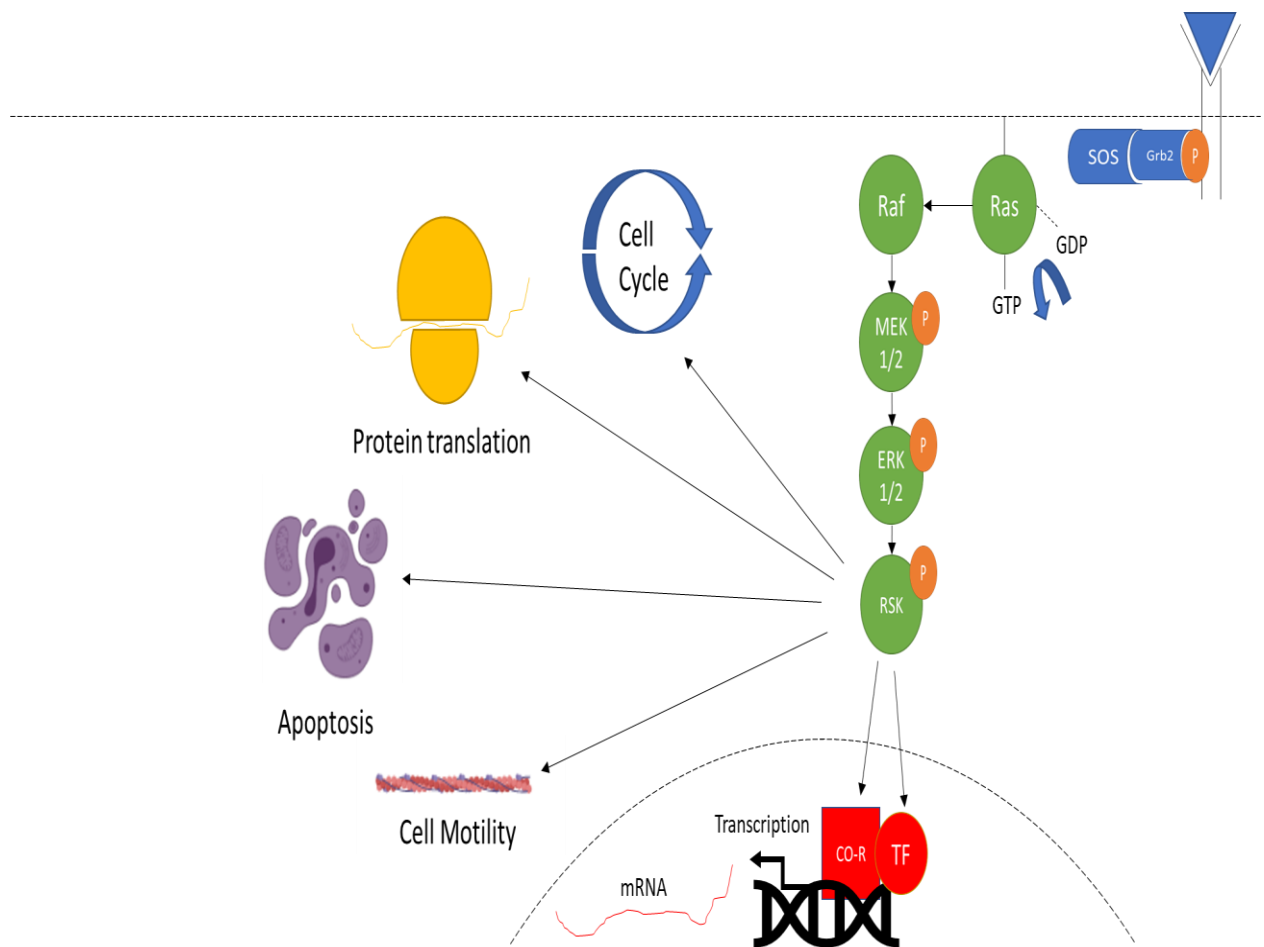 SOS
Grb2
P
Raf
Ras
GDP
GTP
Cell
Cycle
MEK
1/2
P
Protein translation
ERK
1/2
P
RSK
P
Apoptosis
Cell Motility
Transcription
CO-R
TF
mRNA